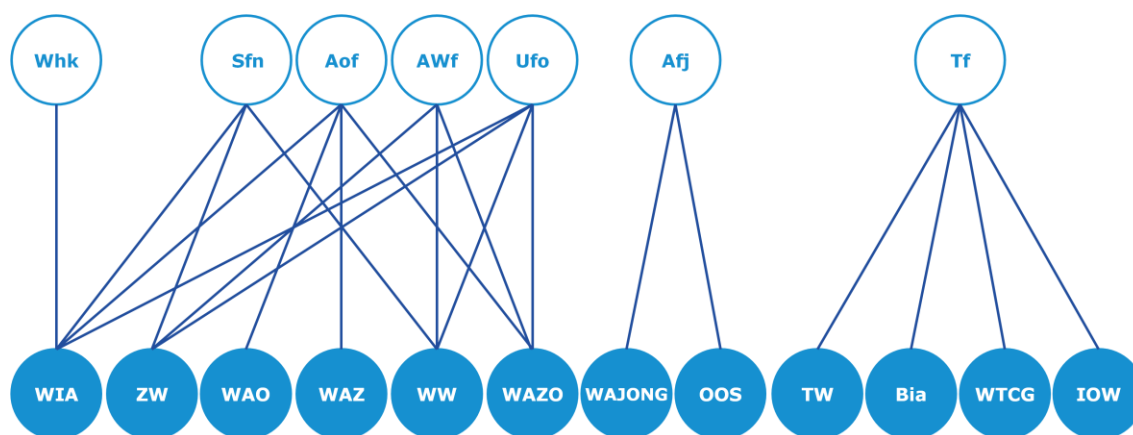 Whk Sfn Aof AWf Ufo Afj Tf
WIA ZW WAO WAZ WW WAZO WAJONG OOS TW Bia WTCG IOW